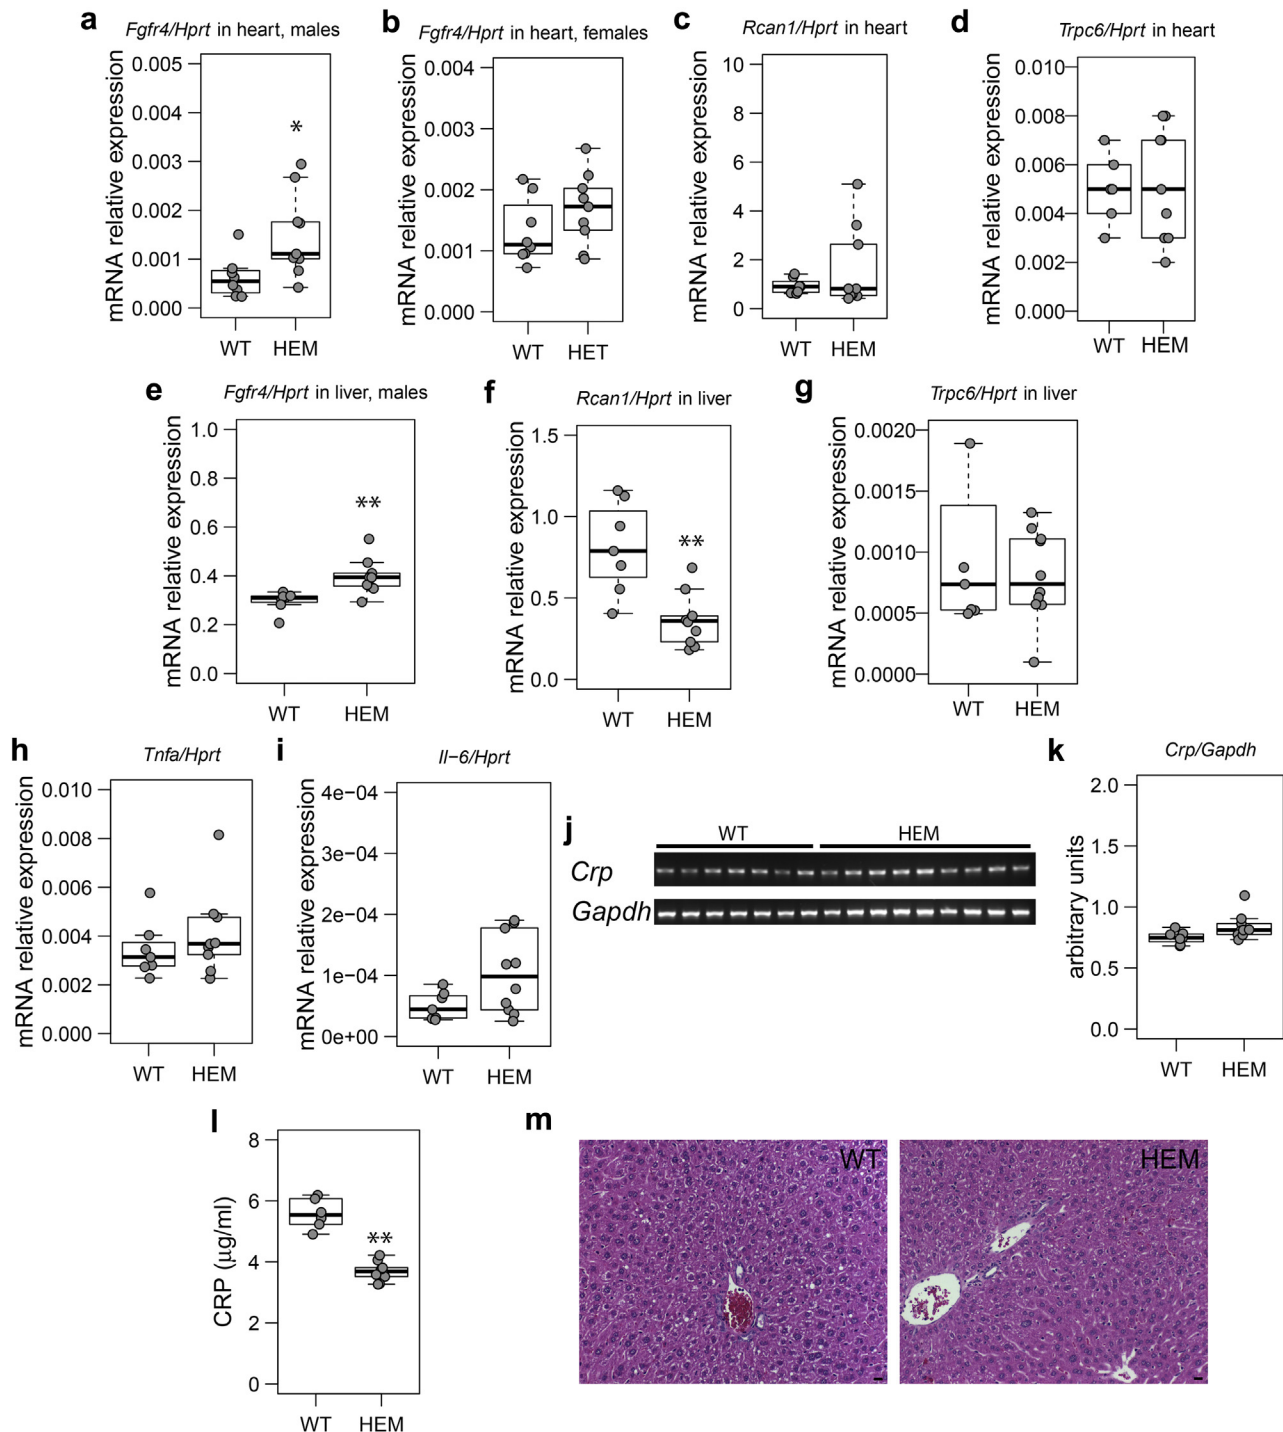 a
Fgfr4/Hprt in heart, males
mRNA relative expression
0.005
0.004
0.003
0.002
0.001
0.000
*
WT HEM
b
Fgfr4/Hprt in heart, females
mRNA relative expression
0.004
0.003
0.002
0.001
0.000
WT HET
c
Rcan1/Hprt in heart
mRNA relative expression
10
8
6
4
2
0
WT HEM
d
Trpc6/Hprt in heart
mRNA relative expression
0.010
0.008
0.006
0.004
0.002
0.000
WT HEM
e
Fgfr4/Hprt in liver, males
mRNA relative expression
1.0
0.8
0.6
0.4
0.2
0.0
**
WT HEM
f
Rcan1/Hprt in liver
mRNA relative expression
1.5
1.0
0.5
0.0
**
WT HEM
g
Trpc6/Hprt in liver
mRNA relative expression
0.0020
0.0015
0.0010
0.0005
0.0000
WT HEM
h
Tnfa/Hprt
mRNA relative expression
0.010
0.008
0.006
0.004
0.002
0.000
WT HEM
i
Il−6/Hprt
mRNA relative expression
4e−04
3e−04
2e−04
1e−04
0e+00
WT HEM
j
WT HEM
Crp
Gapdh
k
Crp/Gapdh
arbitrary units
2.0
1.5
1.0
0.5
0.0
WT HEM
l
CRP (μg/ml)
8
6
4
2
0
**
WT HEM
m
WT
HEM